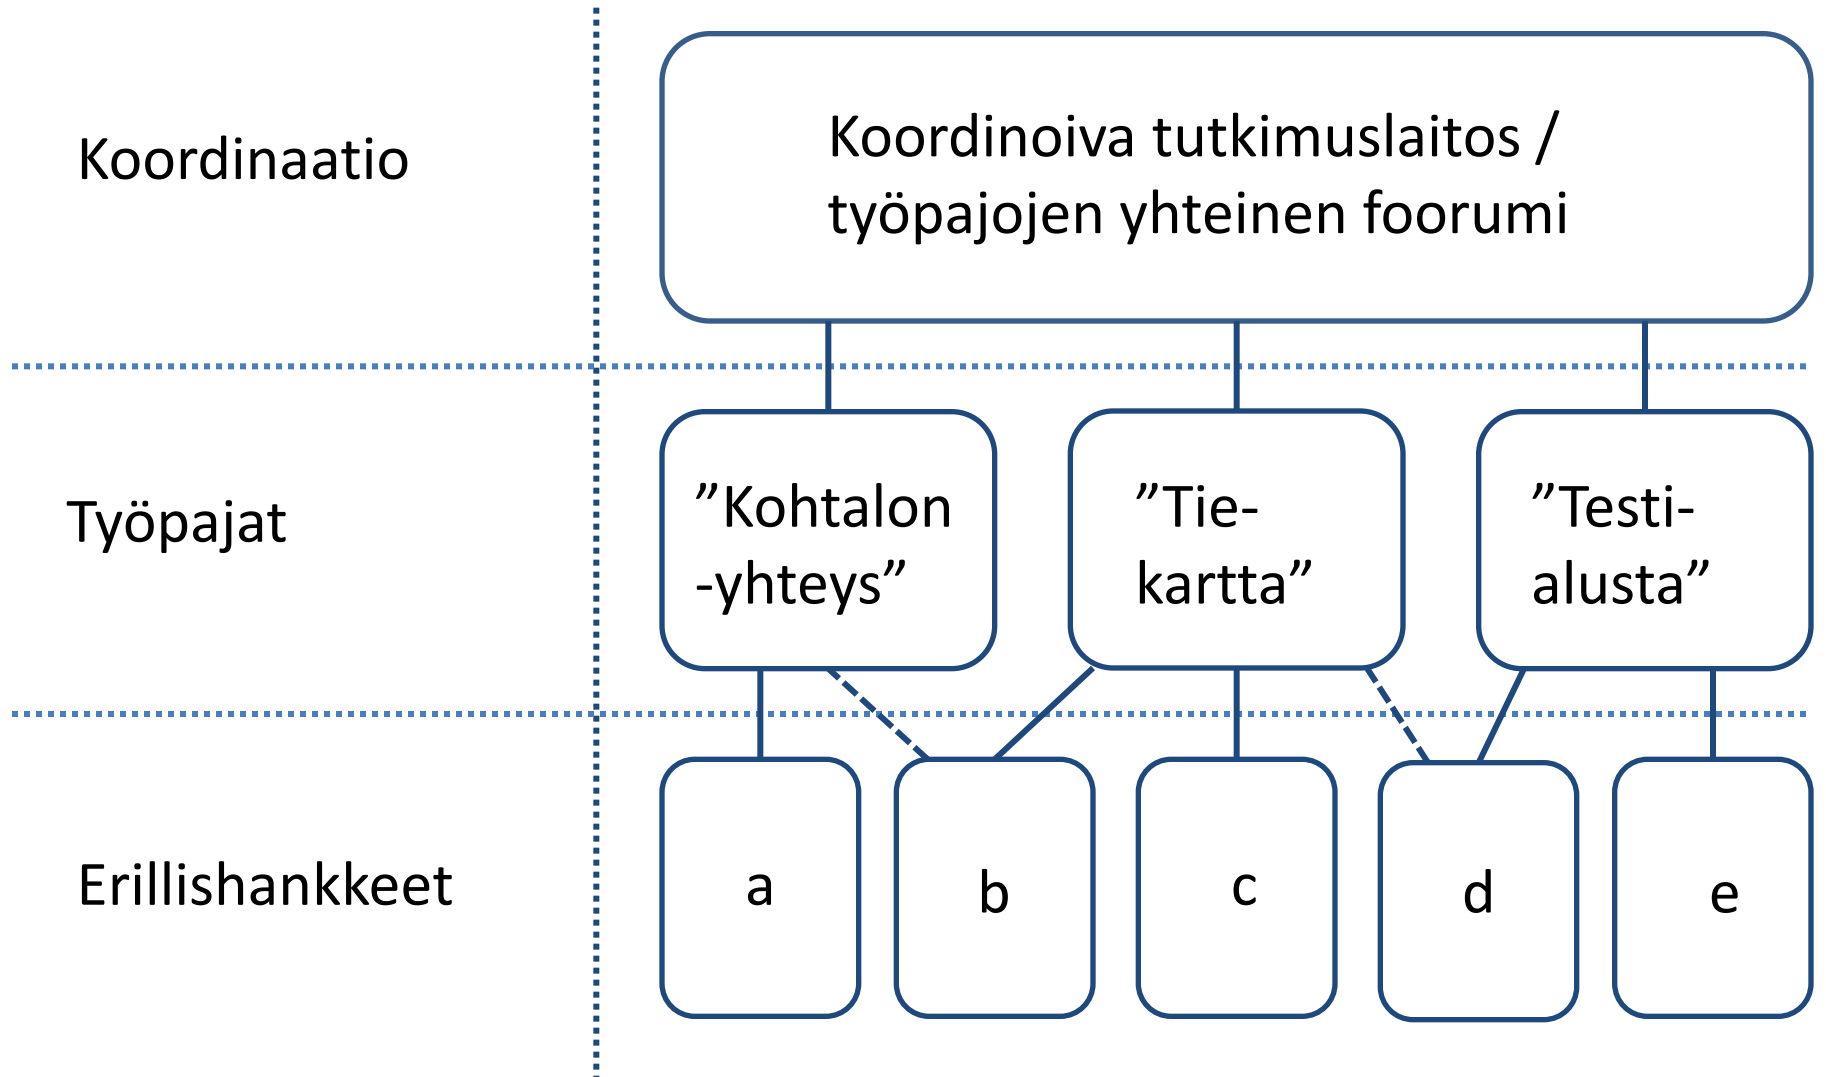 Koordinaatio
Koordinoiva tutkimuslaitos /
työpajojen yhteinen foorumi
Työpajat
”Kohtalon
-yhteys”
”Tie-
kartta”
”Testi-
alusta”
Erillishankkeet
a
b
c
d
e